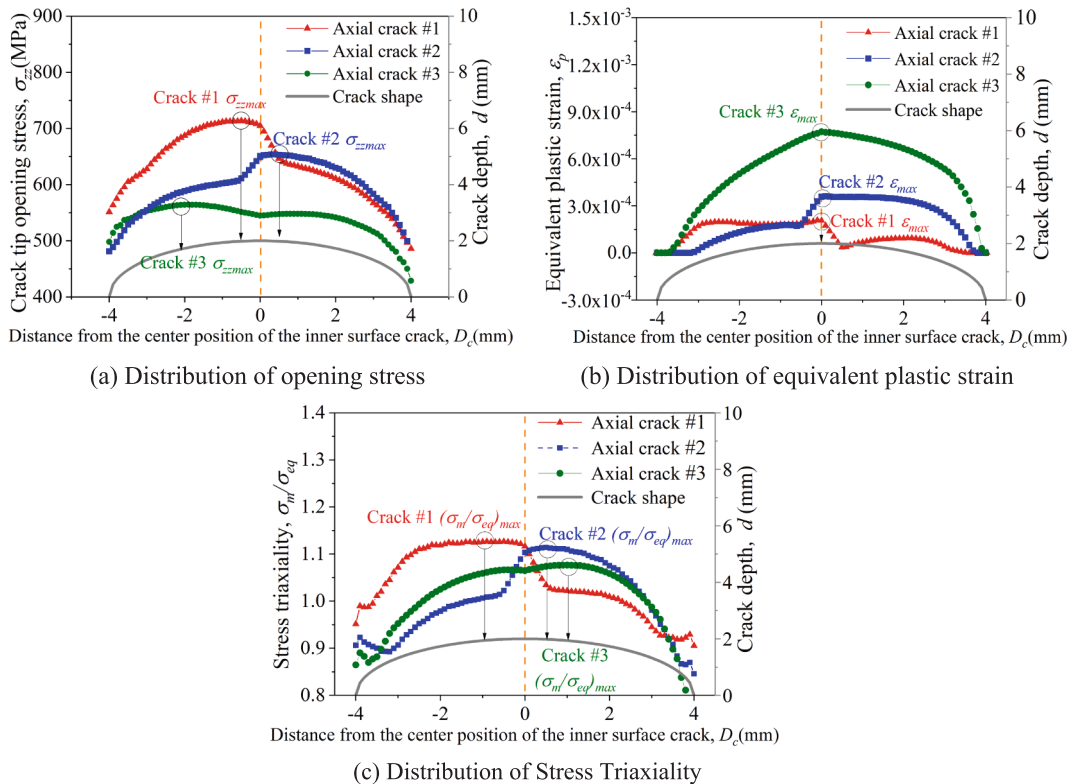 900
800
700
600
500
400
Crack tip opening stress, σzz(MPa)
Axial crack #1
Axial crack #2
Axial crack #3
Crack shape
Crack #1 σzzmax
Crack #2 σzzmax
Crack #3 σzzmax
10
8
6
4
2
0
Crack depth, d (mm)
-4 -2 0 2 4
Distance from the center position of the inner surface crack, Dc(mm)
(a) Distribution of opening stress
1.5x10-3
1.2x10-3
9.0x10-4
6.0x10-4
3.0x10-4
0.0
-3.0x10-4
Equivalent plastic strain, εp
Axial crack #1
Axial crack #2
Axial crack #3
Crack shape
Crack #3 εmax
Crack #2 εmax
Crack #1 εmax
10
8
6
4
2
0
Crack depth, d (mm)
-4 -2 0 2 4
Distance from the center position of the inner surface crack, Dc(mm)
(b) Distribution of equivalent plastic strain
1.4
1.3
1.2
1.1
1.0
0.9
0.8
Stress triaxiality, σm/σeq
Axial crack #1
Axial crack #2
Axial crack #3
Crack shape
Crack #1 (σm/σeq)max
Crack #2 (σm/σeq)max
Crack #3
(σm/σeq)max
10
8
6
4
2
0
Crack depth, d (mm)
-4 -2 0 2 4
Distance from the center position of the inner surface crack, Dc(mm)
(c) Distribution of Stress Triaxiality